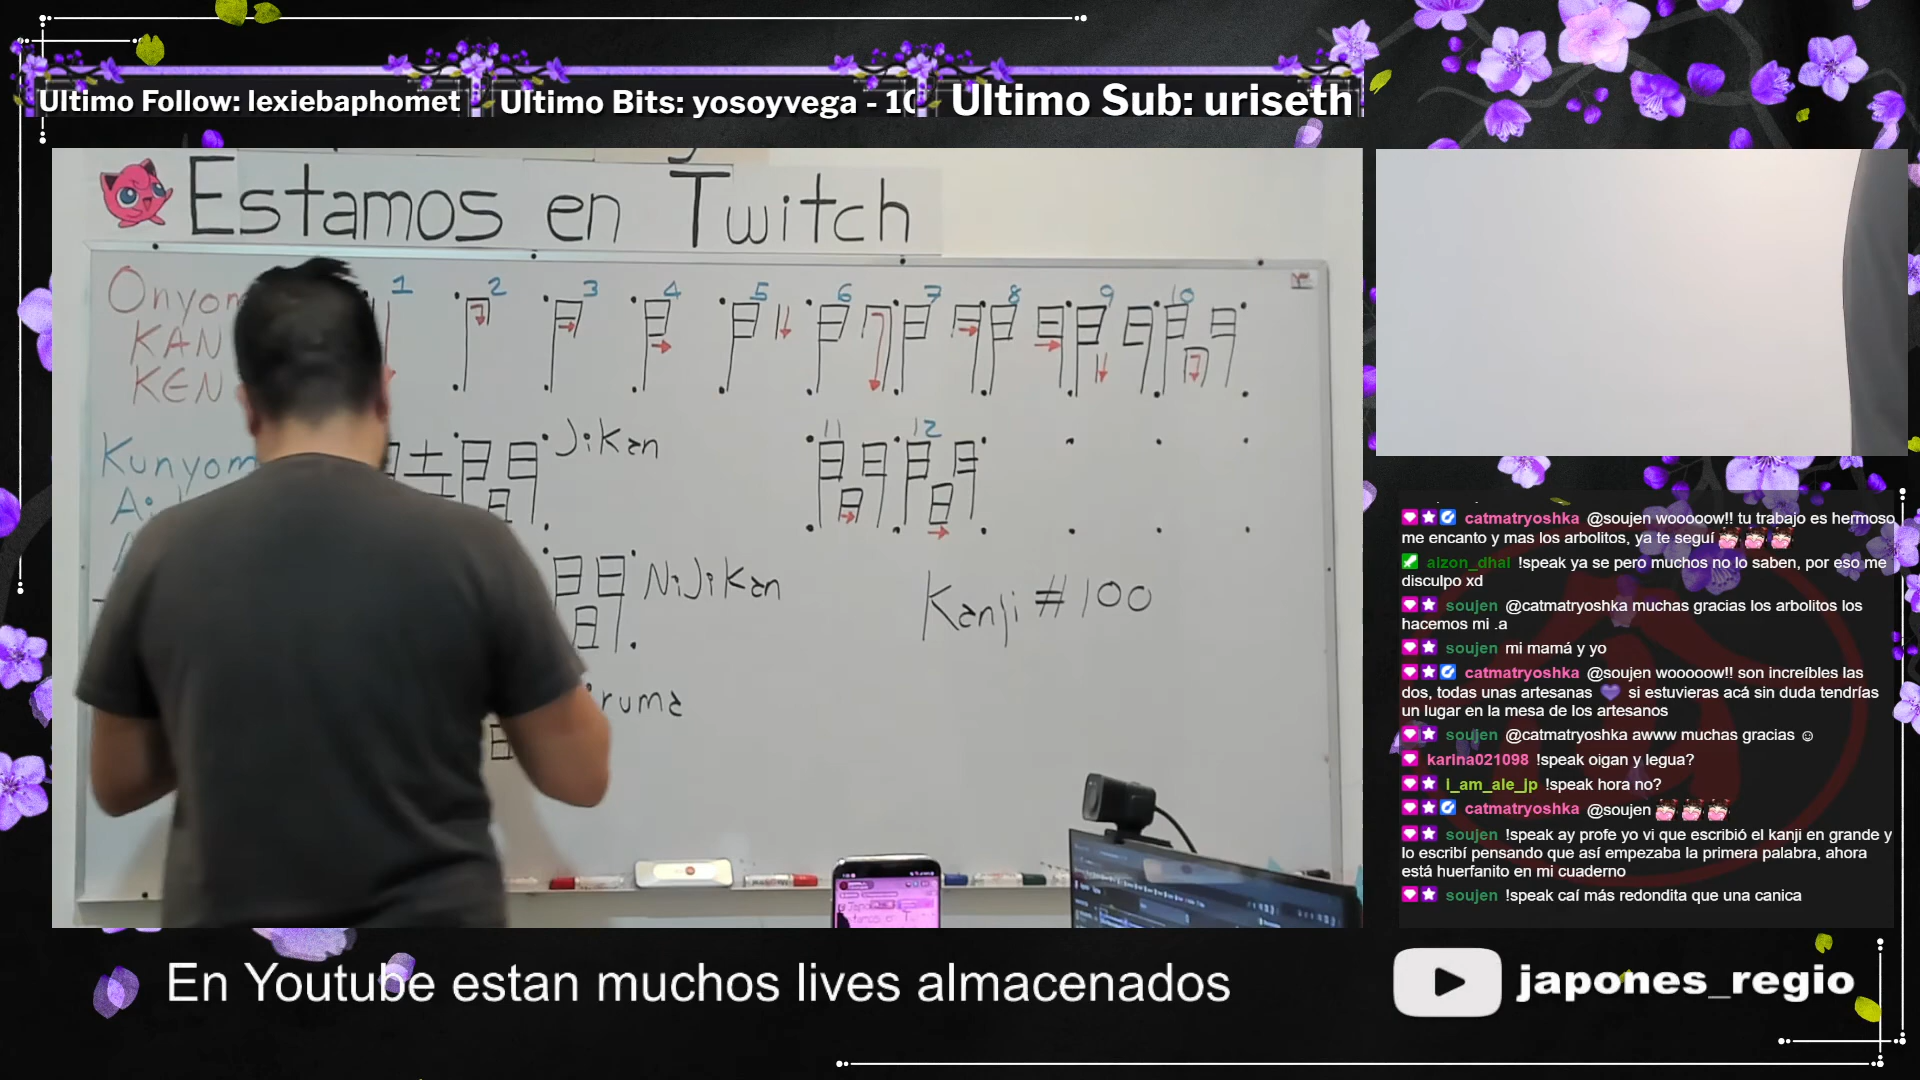 Ultimo Follow: lexiebaphomet
Ultimo Bits: yosoyvega - 10
Ultimo Sub: uriseth
Estamos en Twitch
Onyom
KAN
KEN
1 2 3 4 5 6 7 8 9 10
Kunyom
間 Jikan
11 12
間 NiJikan
Kanji #100
iruma
catmatryoshka @soujen wooooow!! tu trabajo es hermoso
me encanto y mas los arbolitos, ya te seguí
aizon_dhal !speak ya se pero muchos no lo saben, por eso me
disculpo xd
soujen @catmatryoshka muchas gracias los arbolitos los
hacemos mi .a
soujen mi mamá y yo
catmatryoshka @soujen wooooow!! son increíbles las
dos, todas unas artesanas 💜 si estuvieras acá sin duda tendrías
un lugar en la mesa de los artesanos
soujen @catmatryoshka awww muchas gracias ☺
karina021098 !speak oigan y legua?
i_am_ale_jp !speak hora no?
catmatryoshka @soujen
soujen !speak ay profe yo vi que escribió el kanji en grande y
lo escribí pensando que así empezaba la primera palabra, ahora
está huerfanito en mi cuaderno
soujen !speak caí más redondita que una canica
En Youtube estan muchos lives almacenados
japones_regio